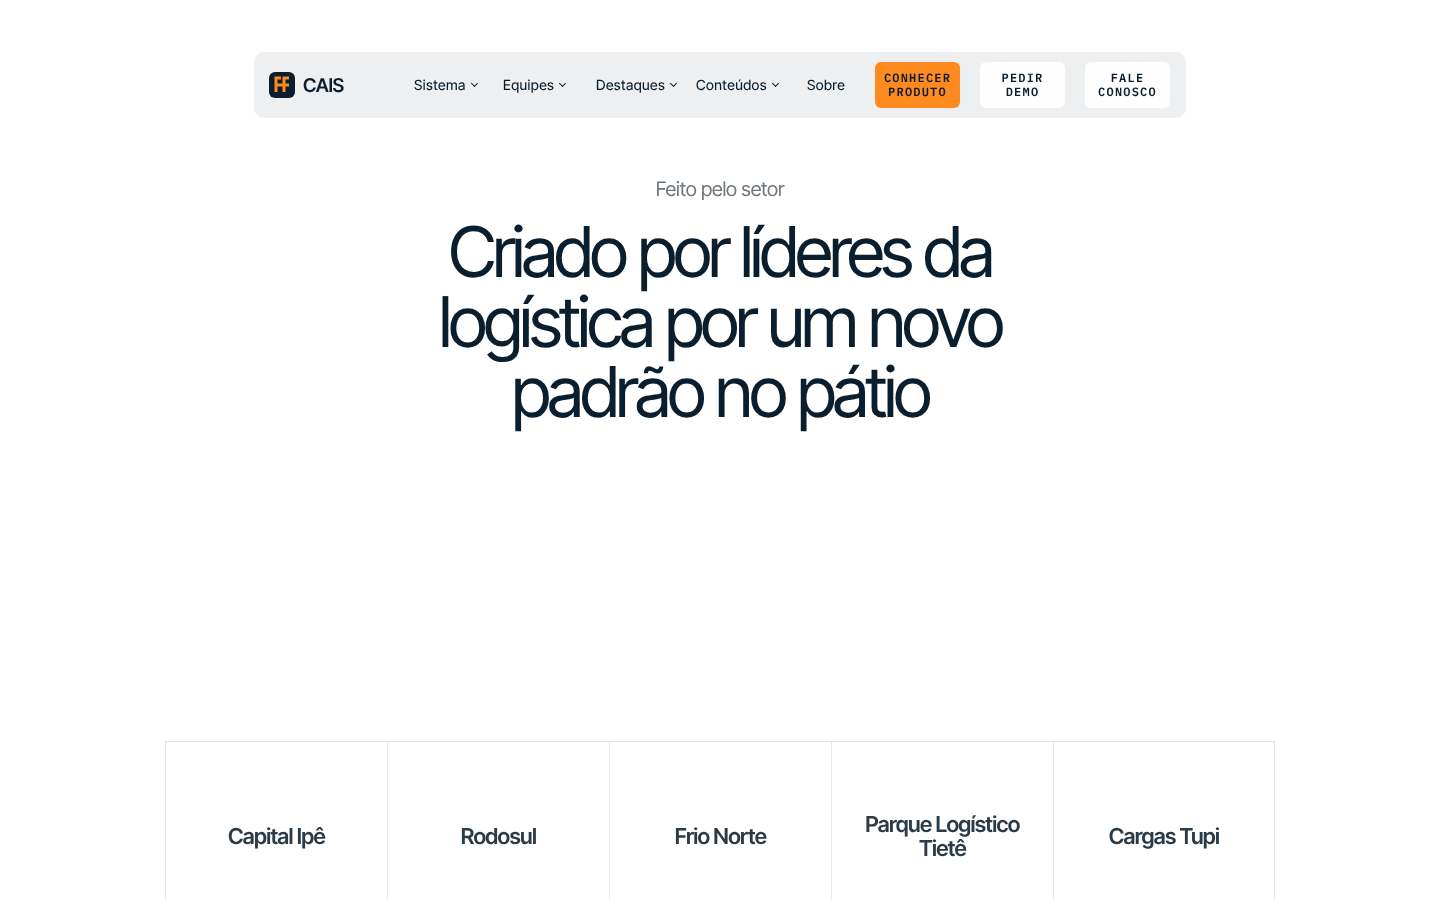 CAIS
Sistema
Equipes
Destaques
Conteúdos
Sobre
CONHECER
PRODUTO
PEDIR
DEMO
FALE
CONOSCO
Feito pelo setor
Criado por líderes da
logística por um novo
padrão no pátio
Capital Ipê
Rodosul
Frio Norte
Parque Logístico
Tietê
Cargas Tupi